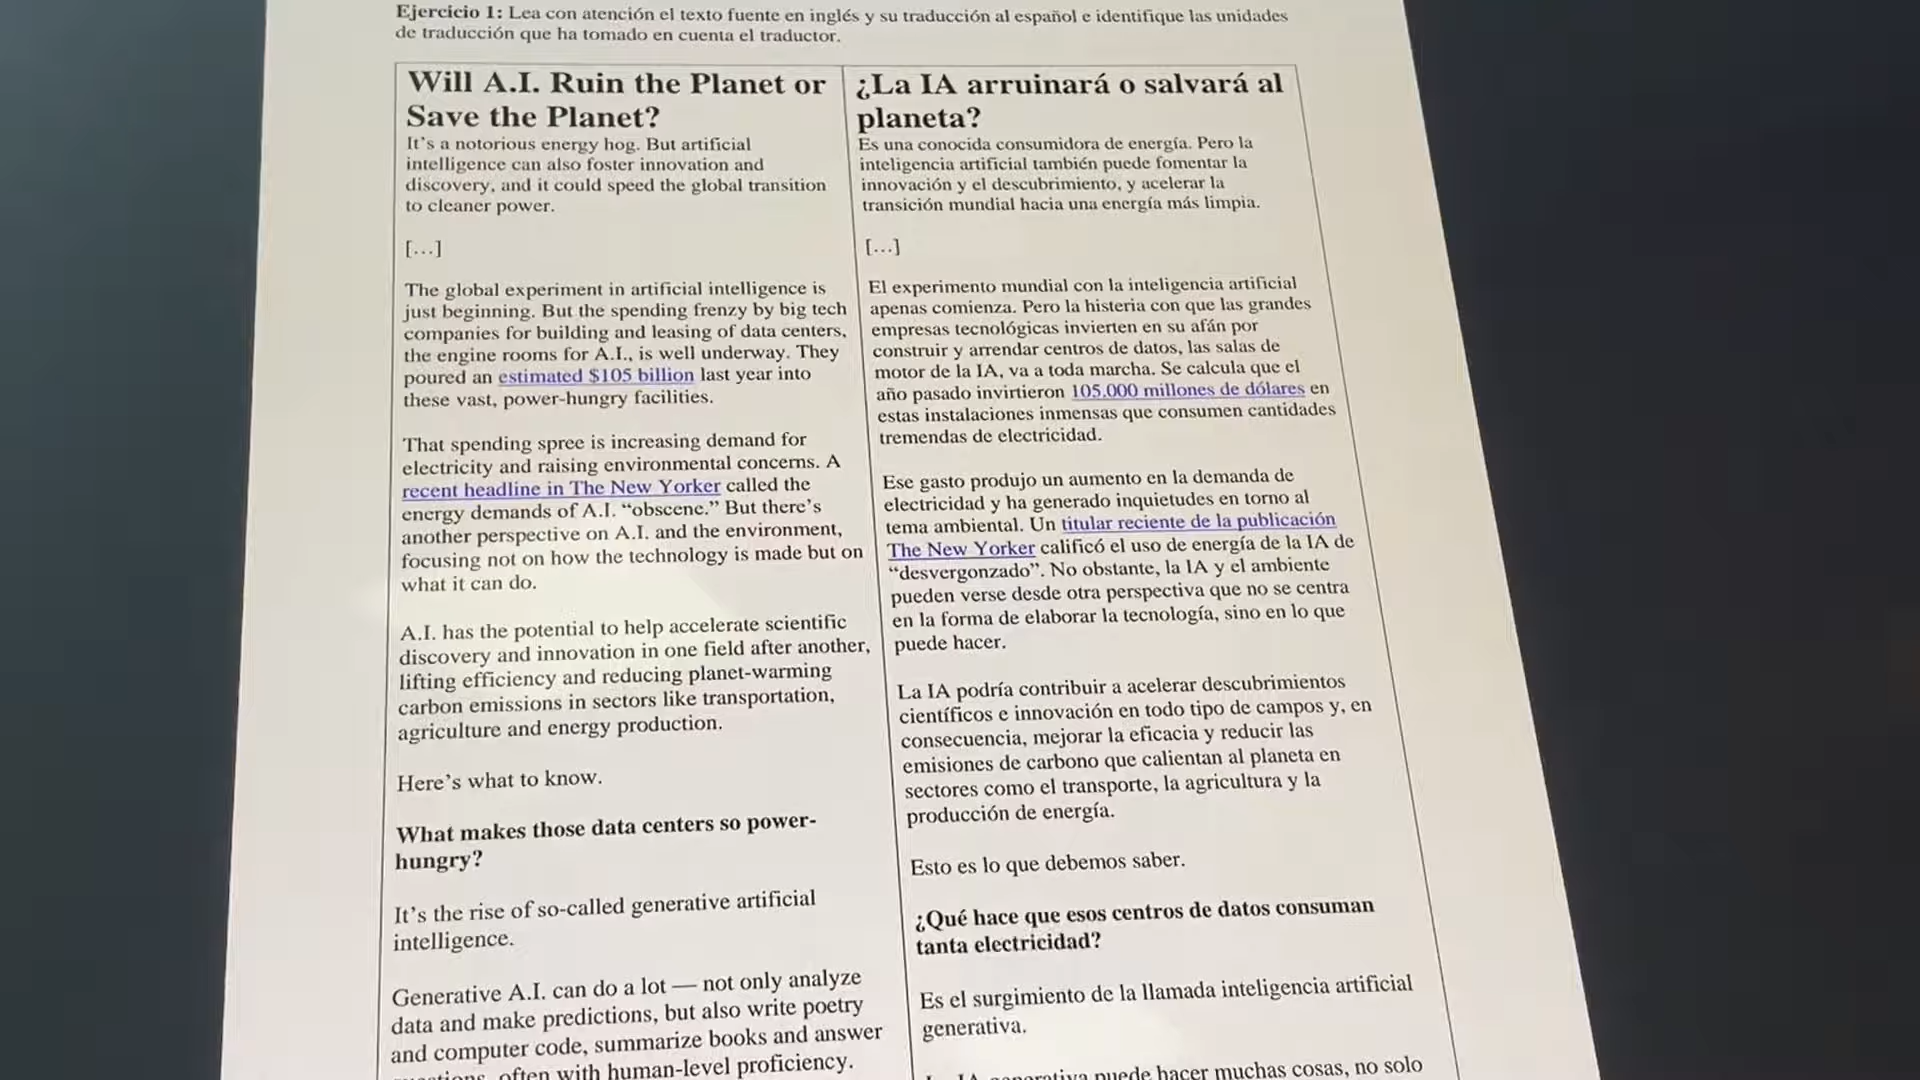 Ejercicio 1: Lea con atención el texto fuente en inglés y su traducción al español e identifique las unidades
de traducción que ha tomado en cuenta el traductor.
Will A.I. Ruin the Planet or
Save the Planet?
It's a notorious energy hog. But artificial
intelligence can also foster innovation and
discovery, and it could speed the global transition
to cleaner power.
[…]
The global experiment in artificial intelligence is
just beginning. But the spending frenzy by big tech
companies for building and leasing of data centers,
the engine rooms for A.I., is well underway. They
poured an estimated $105 billion last year into
these vast, power-hungry facilities.
That spending spree is increasing demand for
electricity and raising environmental concerns. A
recent headline in The New Yorker called the
energy demands of A.I. “obscene.” But there's
another perspective on A.I. and the environment,
focusing not on how the technology is made but on
what it can do.
A.I. has the potential to help accelerate scientific
discovery and innovation in one field after another,
lifting efficiency and reducing planet-warming
carbon emissions in sectors like transportation,
agriculture and energy production.
Here's what to know.
What makes those data centers so power-
hungry?
It's the rise of so-called generative artificial
intelligence.
Generative A.I. can do a lot — not only analyze
data and make predictions, but also write poetry
and computer code, summarize books and answer
often with human-level proficiency.
¿La IA arruinará o salvará al
planeta?
Es una conocida consumidora de energía. Pero la
inteligencia artificial también puede fomentar la
innovación y el descubrimiento, y acelerar la
transición mundial hacia una energía más limpia.
[…]
El experimento mundial con la inteligencia artificial
apenas comienza. Pero la histeria con que las grandes
empresas tecnológicas invierten en su afán por
construir y arrendar centros de datos, las salas de
motor de la IA, va a toda marcha. Se calcula que el
año pasado invirtieron 105.000 millones de dólares en
estas instalaciones inmensas que consumen cantidades
tremendas de electricidad.
Ese gasto produjo un aumento en la demanda de
electricidad y ha generado inquietudes en torno al
tema ambiental. Un titular reciente de la publicación
The New Yorker calificó el uso de energía de la IA de
“desvergonzado”. No obstante, la IA y el ambiente
pueden verse desde otra perspectiva que no se centra
en la forma de elaborar la tecnología, sino en lo que
puede hacer.
La IA podría contribuir a acelerar descubrimientos
científicos e innovación en todo tipo de campos y, en
consecuencia, mejorar la eficacia y reducir las
emisiones de carbono que calientan al planeta en
sectores como el transporte, la agricultura y la
producción de energía.
Esto es lo que debemos saber.
¿Qué hace que esos centros de datos consuman
tanta electricidad?
Es el surgimiento de la llamada inteligencia artificial
generativa.
IA generativa puede hacer muchas cosas, no solo